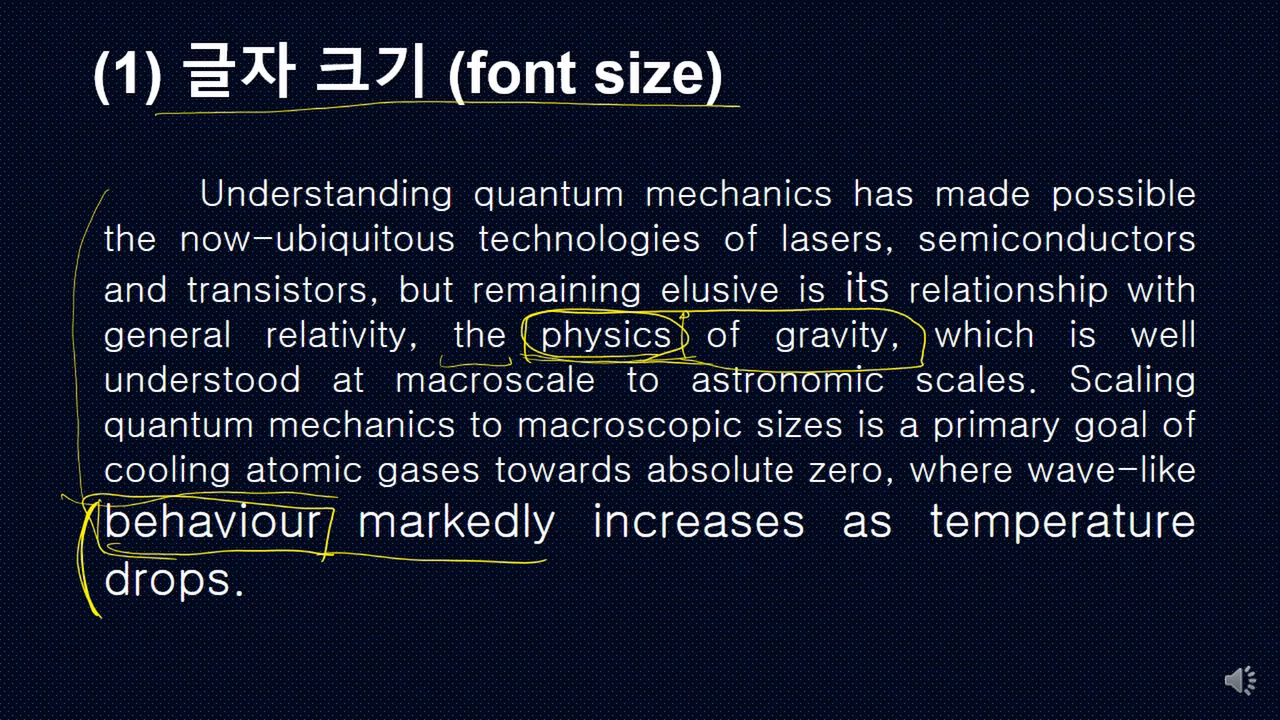 (1) 글자 크기 (font size)
Understanding quantum mechanics has made possible
the now-ubiquitous technologies of lasers, semiconductors
and transistors, but remaining elusive is its relationship with
general relativity, the physics of gravity, which is well
understood at macroscale to astronomic scales. Scaling
quantum mechanics to macroscopic sizes is a primary goal of
cooling atomic gases towards absolute zero, where wave-like
behaviour markedly increases as temperature
drops.